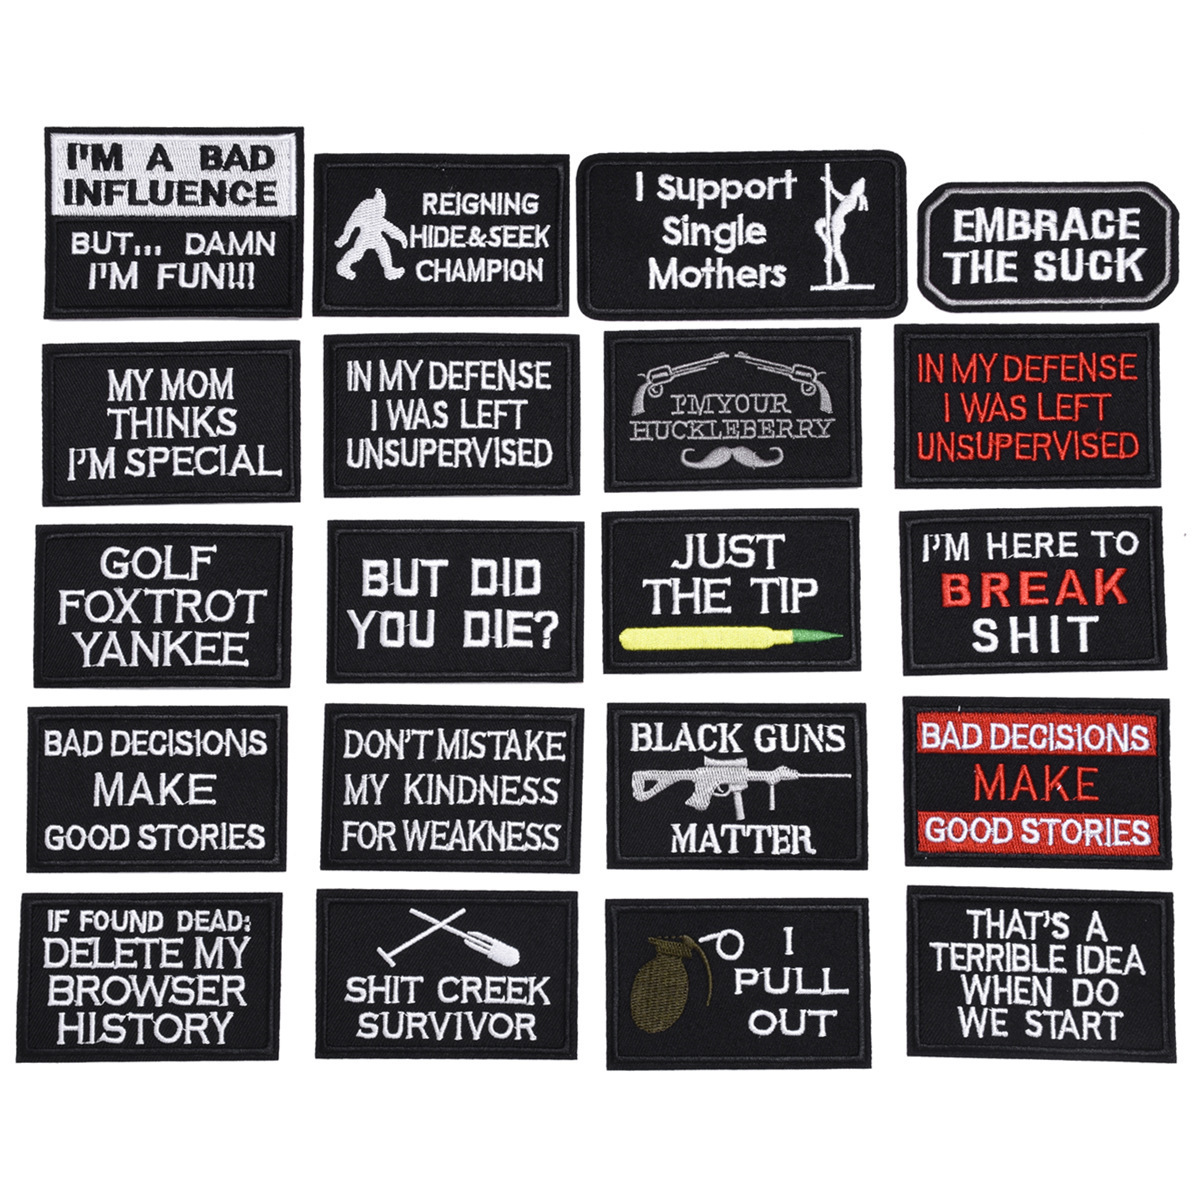 I'M A BAD
INFLUENCE
BUT... DAMN
I'M FUN!!!
REIGNING
HIDE&SEEK
CHAMPION
I Support
Single
Mothers
EMBRACE
THE SUCK
MY MOM
THINKS
I'M SPECIAL
IN MY DEFENSE
I WAS LEFT
UNSUPERVISED
I'M YOUR
HUCKLEBERRY
IN MY DEFENSE
I WAS LEFT
UNSUPERVISED
GOLF
FOXTROT
YANKEE
BUT DID
YOU DIE?
JUST
THE TIP
I'M HERE TO
BREAK
SHIT
BAD DECISIONS
MAKE
GOOD STORIES
DON'T MISTAKE
MY KINDNESS
FOR WEAKNESS
BLACK GUNS
MATTER
BAD DECISIONS
MAKE
GOOD STORIES
IF FOUND DEAD:
DELETE MY
BROWSER
HISTORY
SHIT CREEK
SURVIVOR
I
PULL
OUT
THAT'S A
TERRIBLE IDEA
WHEN DO
WE START